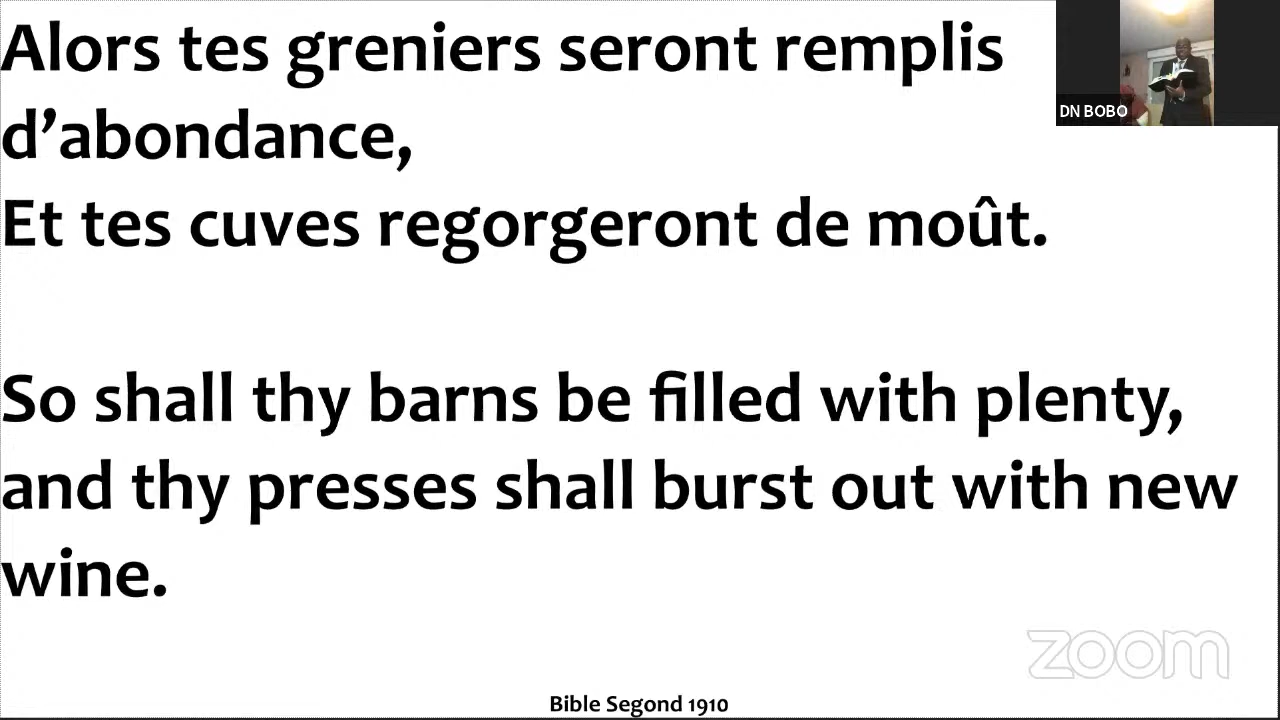 Alors tes greniers seront remplis
d’abondance,
Et tes cuves regorgeront de moût.
So shall thy barns be filled with plenty,
and thy presses shall burst out with new
wine.
DN BOBO
zoom
Bible Segond 1910